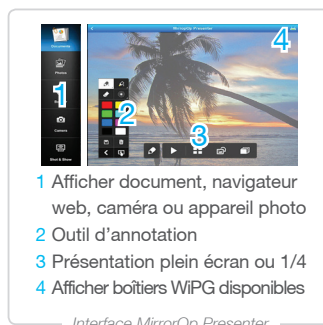 MirrorOp Presenter
4
Documents
Photos
1
Camera
Shot & Show
2
3
1 Afficher document, navigateur
web, caméra ou appareil photo
2 Outil d'annotation
3 Présentation plein écran ou 1/4
4 Afficher boîtiers WiPG disponibles
Interface MirrorOp Presenter